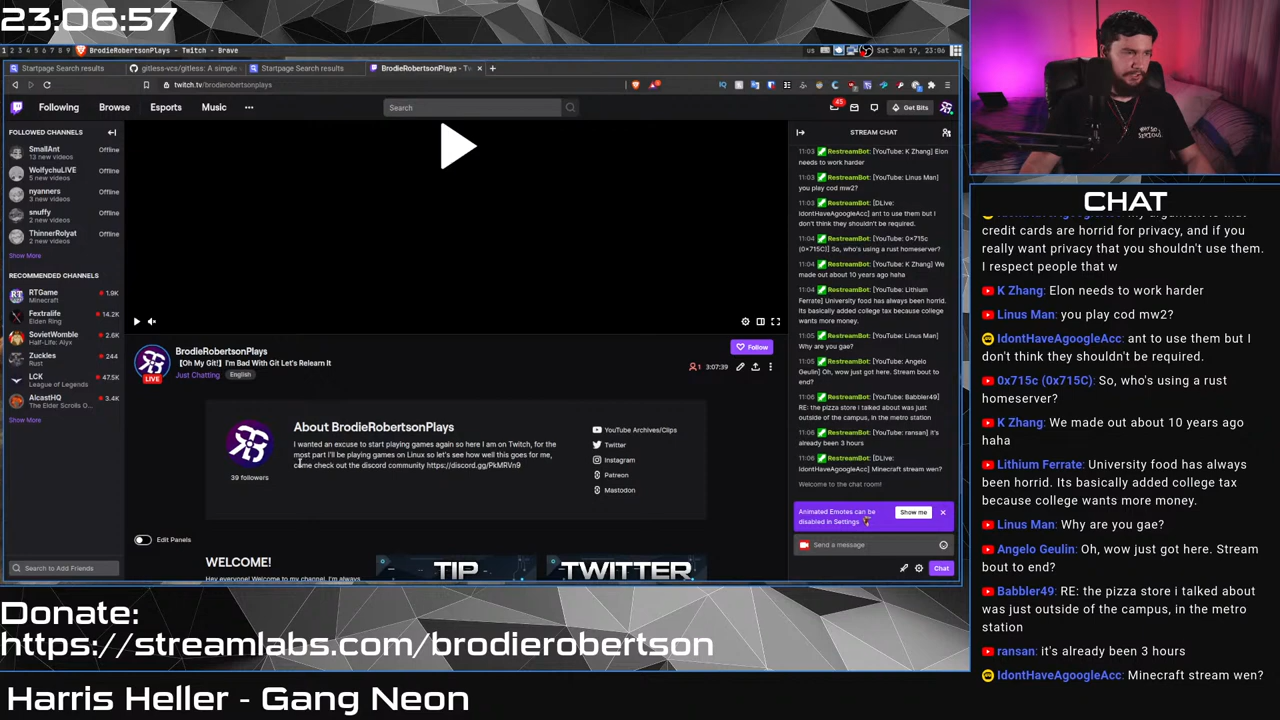 23:06:57
1 2 3 4 5 6 7 8 9 BrodieRobertsonPlays - Twitch - Brave
us Sat Jun 19, 23:06
Startpage Search results
gitless-vcs/gitless: A simple
Startpage Search results
BrodieRobertsonPlays - Tw
twitch.tv/brodierobertsonplays
Following Browse Esports Music
Search
45
Get Bits
FOLLOWED CHANNELS
SmallAnt Offline
13 new videos
WolfychuLIVE Offline
5 new videos
nyanners Offline
3 new videos
snuffy Offline
2 new videos
ThinnerRolyat Offline
2 new videos
Show More
RECOMMENDED CHANNELS
RTGame 1.9K
Minecraft
Fextralife 14.2K
Elden Ring
SovietWomble 2.6K
Half-Life: Alyx
Zuckles 244
Rust
LCK 47.5K
League of Legends
AlcastHQ 3.4K
The Elder Scrolls O...
Show More
Search to Add Friends
LIVE
BrodieRobertsonPlays
【Oh My Git!】 I'm Bad With Git Let's Relearn It
Just Chatting English
Follow
1 3:07:39
39 followers
About BrodieRobertsonPlays
I wanted an excuse to start playing games again so here I am on Twitch, for the
most part I'll be playing games on Linux so let's see how well this goes for me,
come check out the discord community https://discord.gg/PkMRVn9
YouTube Archives/Clips
Twitter
Instagram
Patreon
Mastodon
Edit Panels
WELCOME!
Hey everyone! Welcome to my channel, I'm always
TIP
TWITTER
STREAM CHAT
11:03 RestreamBot: [YouTube: K Zhang] Elon
needs to work harder
11:03 RestreamBot: [YouTube: Linus Man]
you play cod mw2?
11:03 RestreamBot: [DLive:
IdontHaveAgoogleAcc] ant to use them but I
don't think they shouldn't be required.
11:04 RestreamBot: [YouTube: 0x715c
(0x715C)] So, who's using a rust homeserver?
11:04 RestreamBot: [YouTube: K Zhang] We
made out about 10 years ago haha
11:04 RestreamBot: [YouTube: Lithium
Ferrate] University food has always been horrid.
Its basically added college tax because college
wants more money.
11:05 RestreamBot: [YouTube: Linus Man]
Why are you gae?
11:05 RestreamBot: [YouTube: Angelo
Geulin] Oh, wow just got here. Stream bout to
end?
11:06 RestreamBot: [YouTube: Babbler49]
RE: the pizza store i talked about was just
outside of the campus, in the metro station
11:06 RestreamBot: [YouTube: ransan] it's
already been 3 hours
11:06 RestreamBot: [DLive:
IdontHaveAgoogleAcc] Minecraft stream wen?
Welcome to the chat room!
Animated Emotes can be
disabled in Settings
Show me
Send a message
Chat
CHAT
credit cards are horrid for privacy, and if you
really want privacy that you shouldn't use them.
I respect people that w
K Zhang: Elon needs to work harder
Linus Man: you play cod mw2?
IdontHaveAgoogleAcc: ant to use them but I
don't think they shouldn't be required.
0x715c (0x715C): So, who's using a rust
homeserver?
K Zhang: We made out about 10 years ago
haha
Lithium Ferrate: University food has always
been horrid. Its basically added college tax
because college wants more money.
Linus Man: Why are you gae?
Angelo Geulin: Oh, wow just got here. Stream
bout to end?
Babbler49: RE: the pizza store i talked about
was just outside of the campus, in the metro
station
ransan: it's already been 3 hours
IdontHaveAgoogleAcc: Minecraft stream wen?
Donate:
https://streamlabs.com/brodierobertson
Harris Heller - Gang Neon